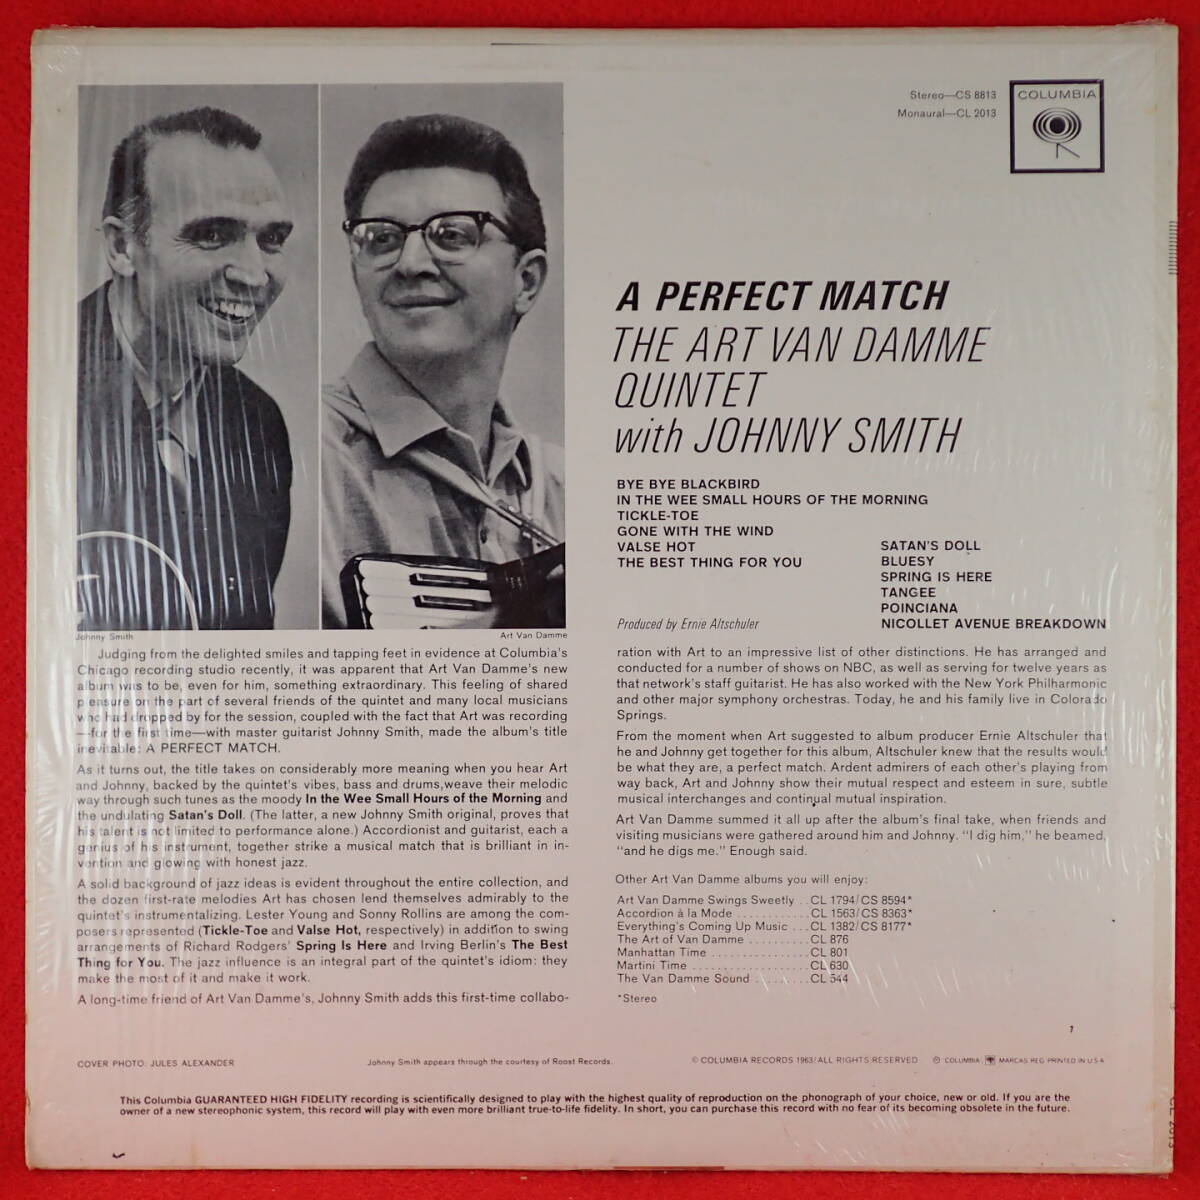 Stereo—CS 8813
Monaural—CL 2013
COLUMBIA
A PERFECT MATCH
THE ART VAN DAMME
QUINTET
with JOHNNY SMITH
BYE BYE BLACKBIRD
IN THE WEE SMALL HOURS OF THE MORNING
TICKLE-TOE
GONE WITH THE WIND
VALSE HOT
THE BEST THING FOR YOU
SATAN'S DOLL
BLUESY
SPRING IS HERE
TANGEE
POINCIANA
NICOLLET AVENUE BREAKDOWN
Produced by Ernie Altschuler
Johnny Smith
Art Van Damme
Judging from the delighted smiles and tapping feet in evidence at Columbia's
Chicago recording studio recently, it was apparent that Art Van Damme's new
album was to be, even for him, something extraordinary. This feeling of shared
pleasure on the part of several friends of the quintet and many local musicians
who had dropped by for the session, coupled with the fact that Art was recording
—for the first time—with master guitarist Johnny Smith, made the album's title
inevitable: A PERFECT MATCH.
As it turns out, the title takes on considerably more meaning when you hear Art
and Johnny, backed by the quintet's vibes, bass and drums,weave their melodic
way through such tunes as the moody In the Wee Small Hours of the Morning and
the undulating Satan's Doll. (The latter, a new Johnny Smith original, proves that
his talent is not limited to performance alone.) Accordionist and guitarist, each a
genius of his instrument, together strike a musical match that is brilliant in in-
vention and glowing with honest jazz.
A solid background of jazz ideas is evident throughout the entire collection, and
the dozen first-rate melodies Art has chosen lend themselves admirably to the
quintet's instrumentalizing. Lester Young and Sonny Rollins are among the com-
posers represented (Tickle-Toe and Valse Hot, respectively) in addition to swing
arrangements of Richard Rodgers' Spring Is Here and Irving Berlin's The Best
Thing for You. The jazz influence is an integral part of the quintet's idiom: they
make the most of it and make it work.
A long-time friend of Art Van Damme's, Johnny Smith adds this first-time collabo-
ration with Art to an impressive list of other distinctions. He has arranged and
conducted for a number of shows on NBC, as well as serving for twelve years as
that network's staff guitarist. He has also worked with the New York Philharmonic
and other major symphony orchestras. Today, he and his family live in Colorado
Springs.
From the moment when Art suggested to album producer Ernie Altschuler that
he and Johnny get together for this album, Altschuler knew that the results would
be what they are, a perfect match. Ardent admirers of each other's playing from
way back, Art and Johnny show their mutual respect and esteem in sure, subtle
musical interchanges and continual mutual inspiration.
Art Van Damme summed it all up after the album's final take, when friends and
visiting musicians were gathered around him and Johnny. "I dig him," he beamed,
"and he digs me." Enough said.
Other Art Van Damme albums you will enjoy:
Art Van Damme Swings Sweetly . . CL 1794/CS 8594*
Accordion à la Mode . . . . . . . . . . . CL 1563/CS 8363*
Everything's Coming Up Music . . . CL 1382/CS 8177*
The Art of Van Damme . . . . . . . . . . CL 876
Manhattan Time . . . . . . . . . . . . . . . CL 801
Martini Time . . . . . . . . . . . . . . . . . . CL 630
The Van Damme Sound . . . . . . . . . CL 544
*Stereo
1
COVER PHOTO: JULES ALEXANDER
Johnny Smith appears through the courtesy of Roost Records.
© COLUMBIA RECORDS 1963/ALL RIGHTS RESERVED
® COLUMBIA, MARCAS REG. PRINTED IN U.S.A.
This Columbia GUARANTEED HIGH FIDELITY recording is scientifically designed to play with the highest quality of reproduction on the phonograph of your choice, new or old. If you are the
owner of a new stereophonic system, this record will play with even more brilliant true-to-life fidelity. In short, you can purchase this record with no fear of its becoming obsolete in the future.
CL 2013